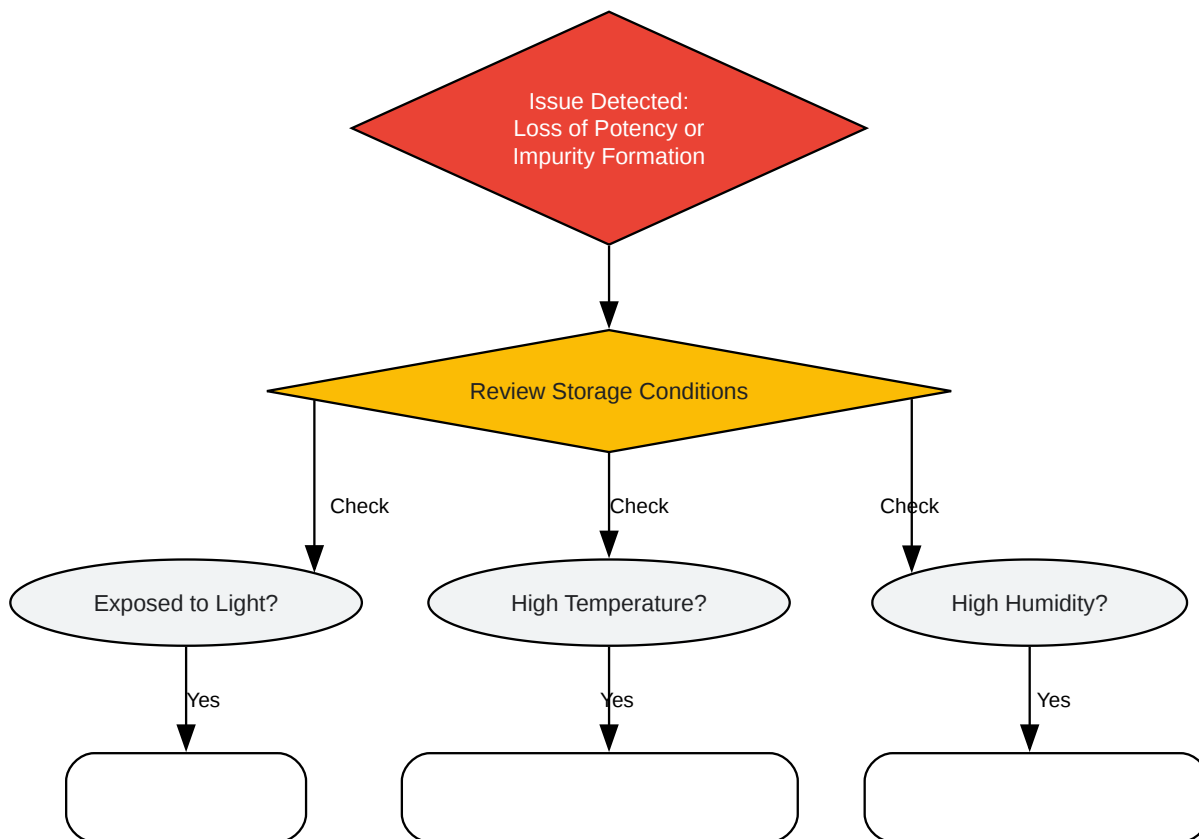 Issue Detected:
Loss of Potency or
Impurity Formation
Review Storage Conditions
Check
Check
Check
Exposed to Light?
High Temperature?
High Humidity?
Yes
Yes
Yes